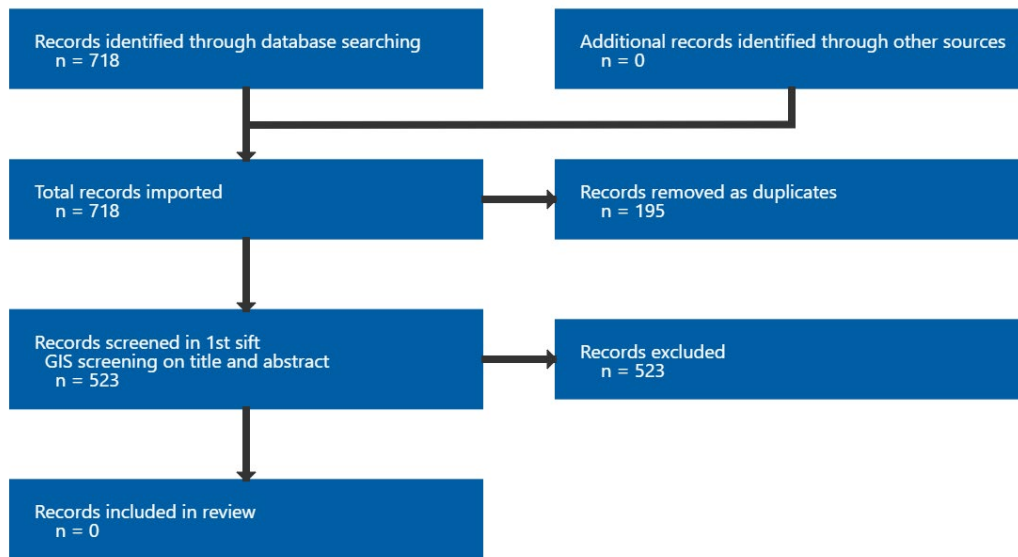 Records identified through database searching
n = 718
Additional records identified through other sources
n = 0
Total records imported
n = 718
Records removed as duplicates
n = 195
Records screened in 1st sift
GIS screening on title and abstract
n = 523
Records excluded
n = 523
Records included in review
n = 0